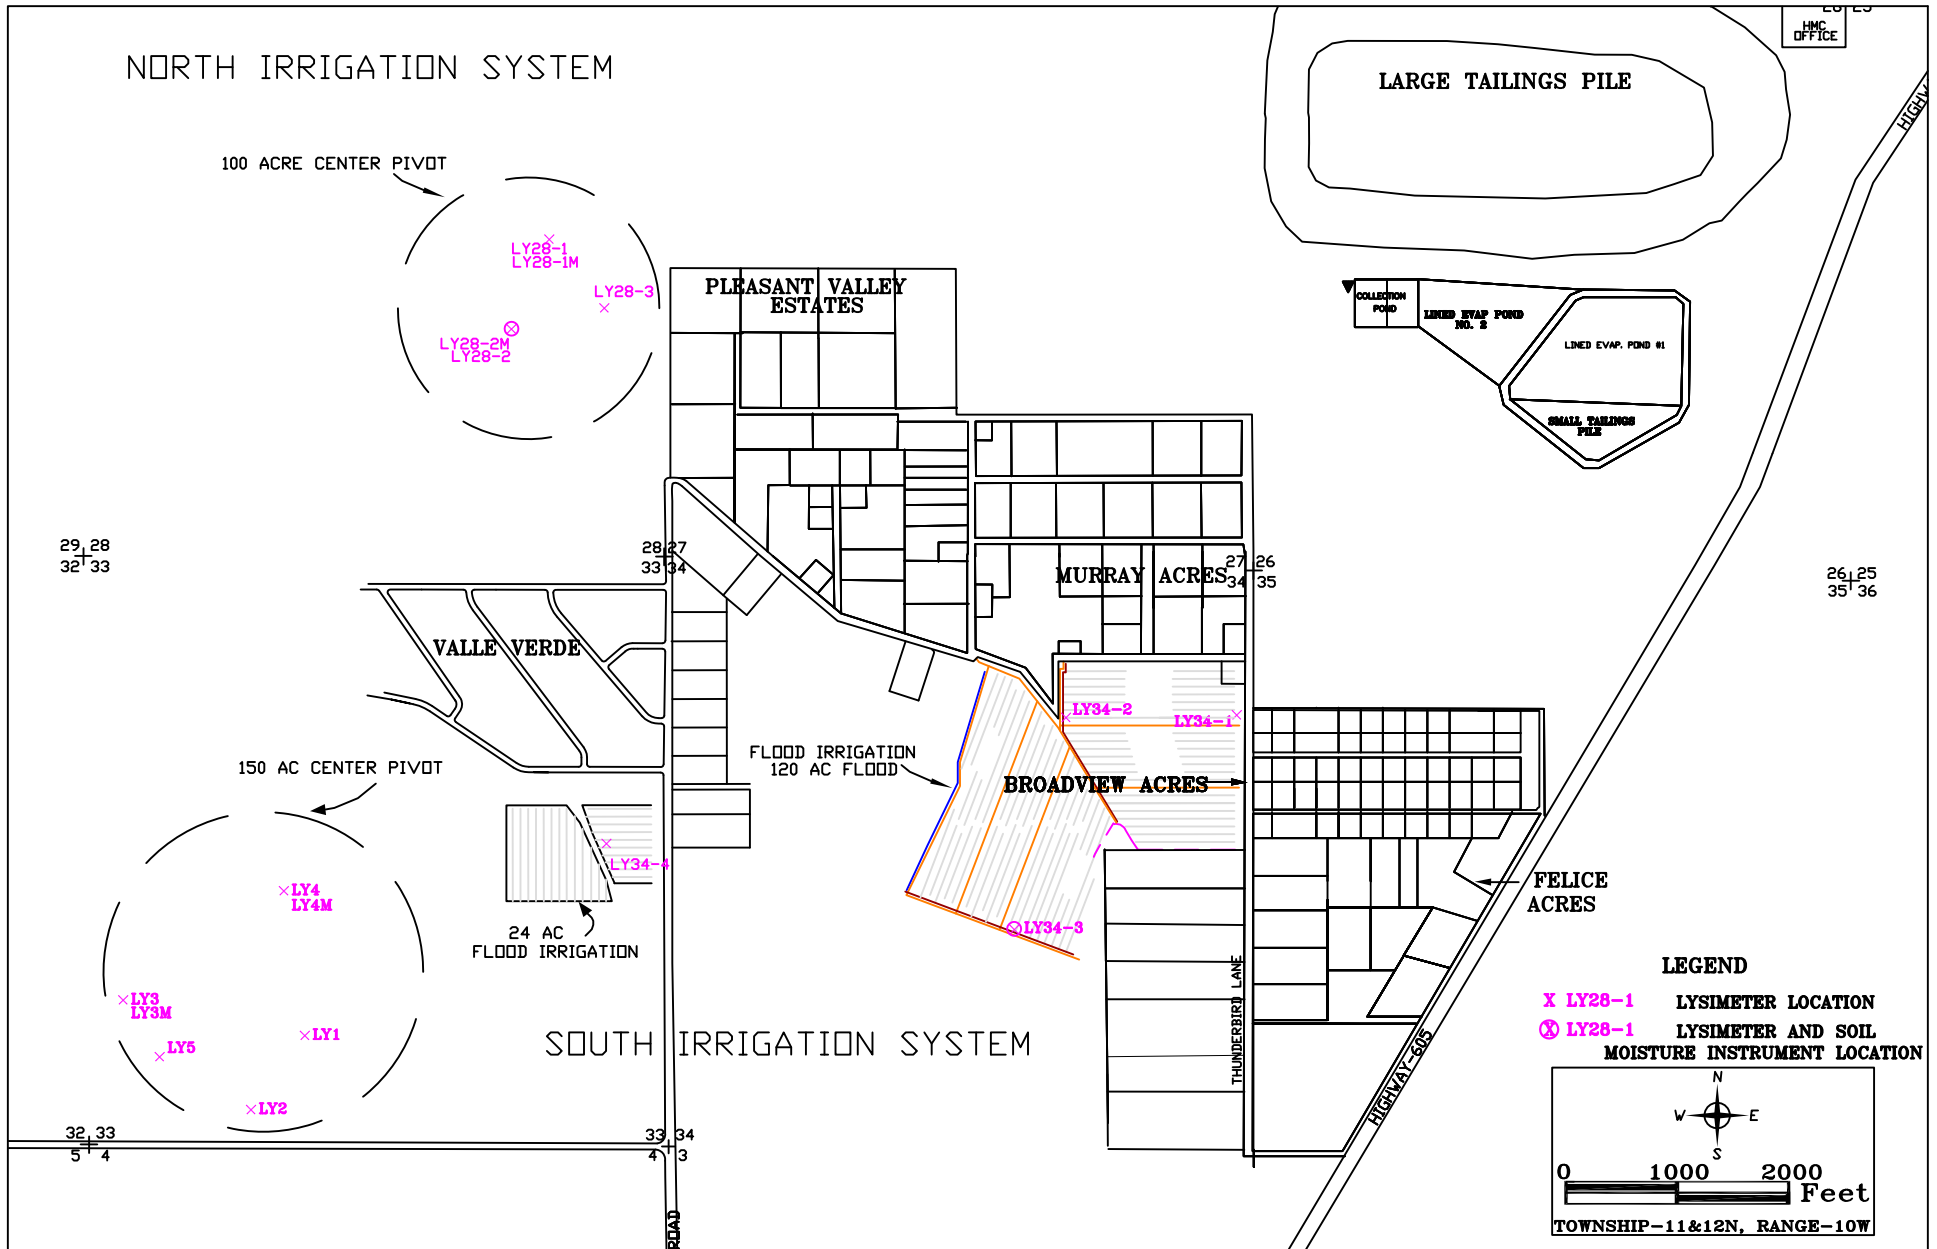 NORTH IRRIGATION SYSTEM
HMC
OFFICE
LARGE TAILINGS PILE
100 ACRE CENTER PIVOT
LY28-1
LY28-1M
LY28-3
LY28-2M
LY28-2
PLEASANT VALLEY
ESTATES
COLLECTION
POND
LINED EVAP POND
NO. 2
LINED EVAP. POND #1
SMALL TAILINGS
PILE
29 28
32 33
28 27
33 34
27 26
34 35
26 25
35 36
MURRAY ACRES
VALLE VERDE
LY34-2
LY34-1
FLOOD IRRIGATION
120 AC FLOOD
BROADVIEW ACRES
150 AC CENTER PIVOT
LY34-4
LY4
LY4M
24 AC
FLOOD IRRIGATION
LY34-3
FELICE
ACRES
LY3
LY3M
LY1
LY5
LY2
SOUTH IRRIGATION SYSTEM
THUNDERBIRD LANE
HIGHWAY-605
LEGEND
X LY28-1 LYSIMETER LOCATION
X LY28-1 LYSIMETER AND SOIL
MOISTURE INSTRUMENT LOCATION
N
W E
S
0 1000 2000
Feet
TOWNSHIP-11&12N, RANGE-10W
32 33
5 4
33 34
4 3
ROAD